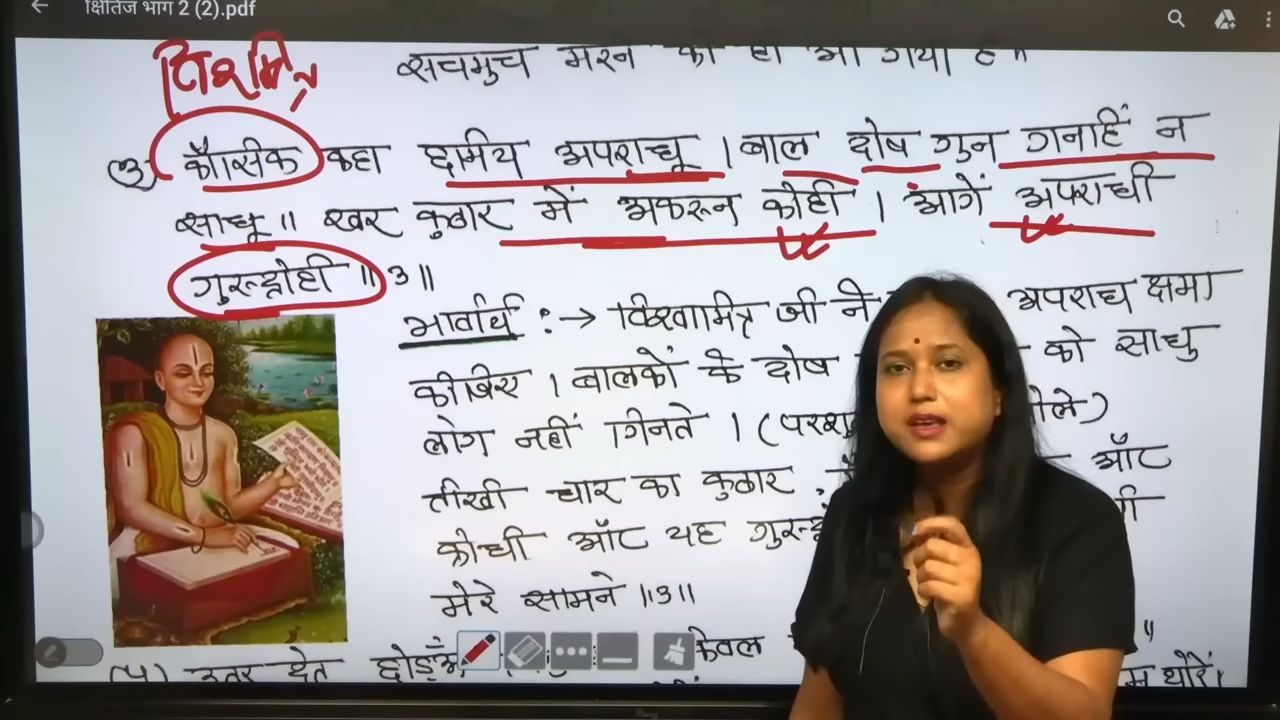 क्षितिज भाग 2 (2).pdf
सचमुच मरन को हो आ गया है॥
कौसिक कहा छमिय अपराधू। बाल दोष गुन गनहिं न
साधू॥ खर कुठार में अकरुन कोही। आगें अपराधी
गुरुद्रोही॥3॥
भावार्थ :→ विश्वामित्र जी ने अपराध क्षमा
कीजिए। बालकों के दोष को साधु
लोग नहीं गिनते। (
तीखी धार का कुठार, और
क्रोधी और यह
मेरे सामने॥3॥
उतर देत केवल
थोरें।